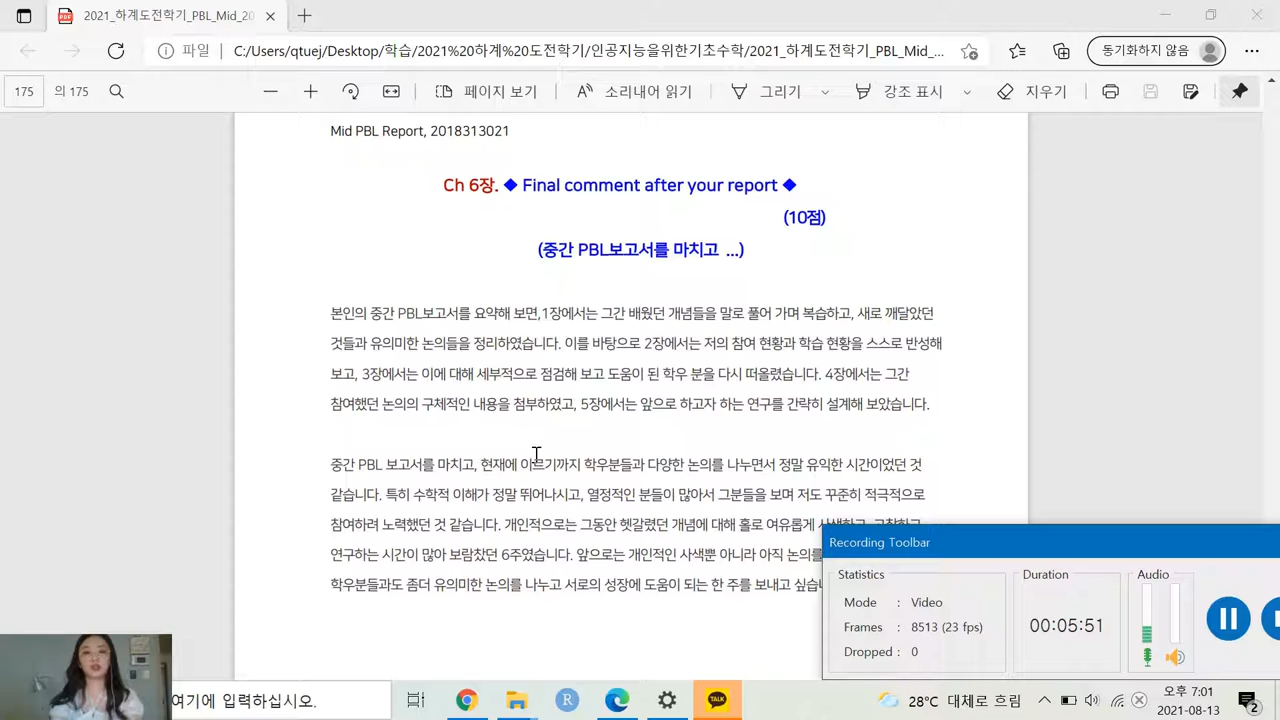 2021_하계도전학기_PBL_Mid_20
파일
C:/Users/qtuej/Desktop/학습/2021%20하계%20도전학기/인공지능을위한기초수학/2021_하계도전학기_PBL_Mid_...
동기화하지 않음
175 의 175
페이지 보기
소리내어 읽기
그리기
강조 표시
지우기
Mid PBL Report, 2018313021
Ch 6장. ◆ Final comment after your report ◆
(10점)
(중간 PBL보고서를 마치고 ...)
본인의 중간 PBL보고서를 요약해 보면,1장에서는 그간 배웠던 개념들을 말로 풀어 가며 복습하고, 새로 깨달았던
것들과 유의미한 논의들을 정리하였습니다. 이를 바탕으로 2장에서는 저의 참여 현황과 학습 현황을 스스로 반성해
보고, 3장에서는 이에 대해 세부적으로 점검해 보고 도움이 된 학우 분을 다시 떠올렸습니다. 4장에서는 그간
참여했던 논의의 구체적인 내용을 첨부하였고, 5장에서는 앞으로 하고자 하는 연구를 간략히 설계해 보았습니다.
중간 PBL 보고서를 마치고, 현재에 이르기까지 학우분들과 다양한 논의를 나누면서 정말 유익한 시간이었던 것
같습니다. 특히 수학적 이해가 정말 뛰어나시고, 열정적인 분들이 많아서 그분들을 보며 저도 꾸준히 적극적으로
참여하려 노력했던 것 같습니다. 개인적으로는 그동안 헷갈렸던 개념에 대해 홀로 여유롭게 사색하고, 고찰하고
연구하는 시간이 많아 보람찼던 6주였습니다. 앞으로는 개인적인 사색뿐 아니라 아직 논의를
학우분들과도 좀더 유의미한 논의를 나누고 서로의 성장에 도움이 되는 한 주를 보내고 싶습
Recording Toolbar
Statistics
Mode : Video
Frames : 8513 (23 fps)
Dropped : 0
Duration
00:05:51
Audio
여기에 입력하십시오.
R
TALK
28℃ 대체로 흐림
오후 7:01
2021-08-13
2